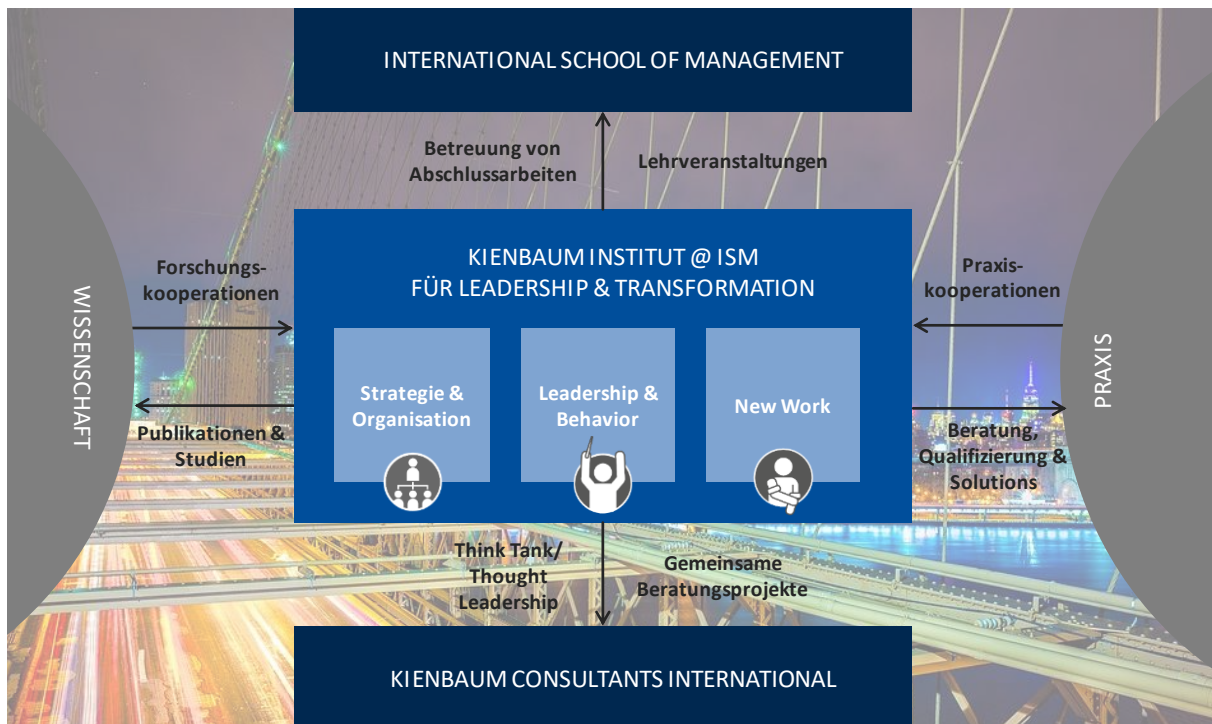 INTERNATIONAL SCHOOL OF MANAGEMENT
Betreuung von
Abschlussarbeiten
Lehrveranstaltungen
KIENBAUM INSTITUT @ ISM
FÜR LEADERSHIP & TRANSFORMATION
Forschungs-
kooperationen
Praxis-
kooperationen
WISSENSCHAFT
PRAXIS
Strategie &
Organisation
Leadership &
Behavior
New Work
Publikationen &
Studien
Beratung,
Qualifizierung &
Solutions
Think Tank/
Thought
Leadership
Gemeinsame
Beratungsprojekte
KIENBAUM CONSULTANTS INTERNATIONAL